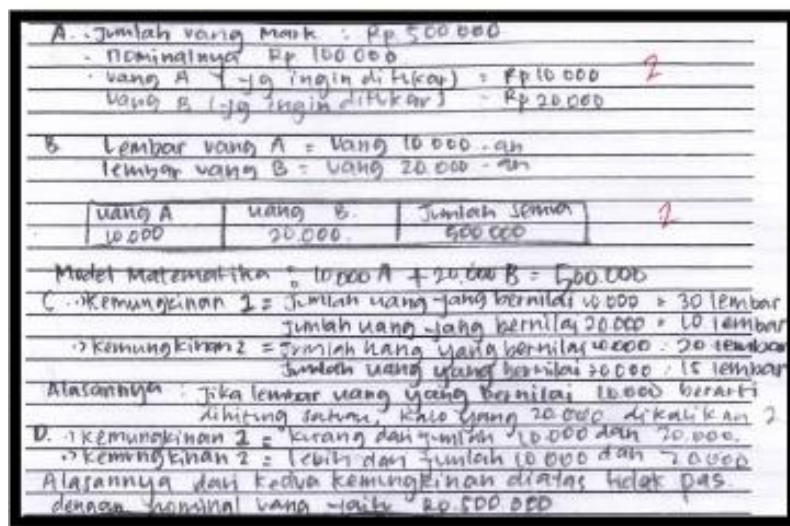 A. · Jumlah uang Mark : Rp 500 000
- nominalnya Rp 100 000
· uang A (yg ingin ditukar) = Rp 10 000 2
uang B (yg ingin ditukar) = Rp 20.000
B Lembar uang A = uang 10 000 - an
lembar uang B = uang 20.000 - an
uang A uang B. Jumlah semua 2
10.000 20.000. 500 000
Model Matematika : 10.000 A + 20.000 B = 500.000
C. Kemungkinan 1 = Jumlah uang yang bernilai 10 000 = 30 lembar
Jumlah uang yang bernilai 20.000 = 10 lembar
Kemungkinan 2 = Jumlah uang yang bernilai 10 000 : 20 lembar
Jumlah uang yang bernilai 20000 : 15 lembar
Alasannya : Jika lembar uang yang bernilai 10.000 berarti
dihitung satuan, kalo yang 20.000 dikalikan 2
D. Kemungkinan 1 = Kurang dari jumlah 10.000 dan 20.000.
Kemungkinan 2 = lebih dari jumlah 10 000 dan 20000
Alasannya dari kedua kemungkinan diatas tidak pas
dengan nominal uang yaitu Rp.500 000